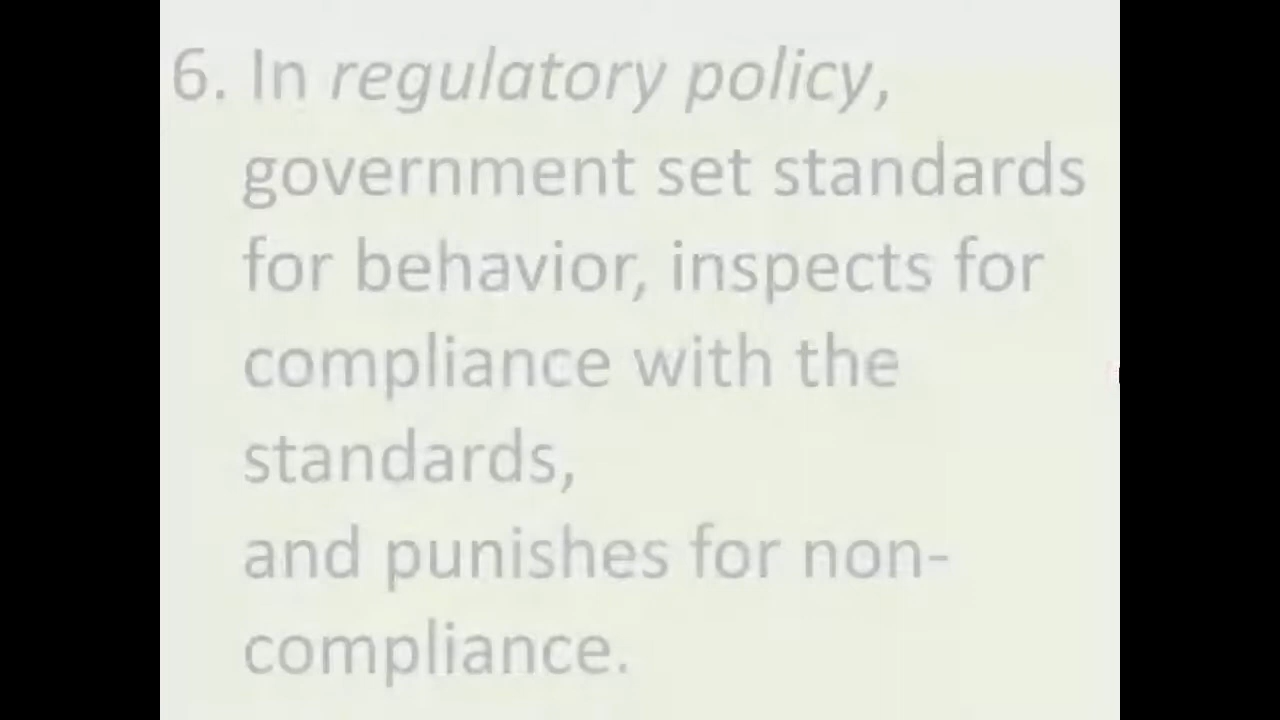 6. In regulatory policy,
government set standards
for behavior, inspects for
compliance with the
standards,
and punishes for non-
compliance.